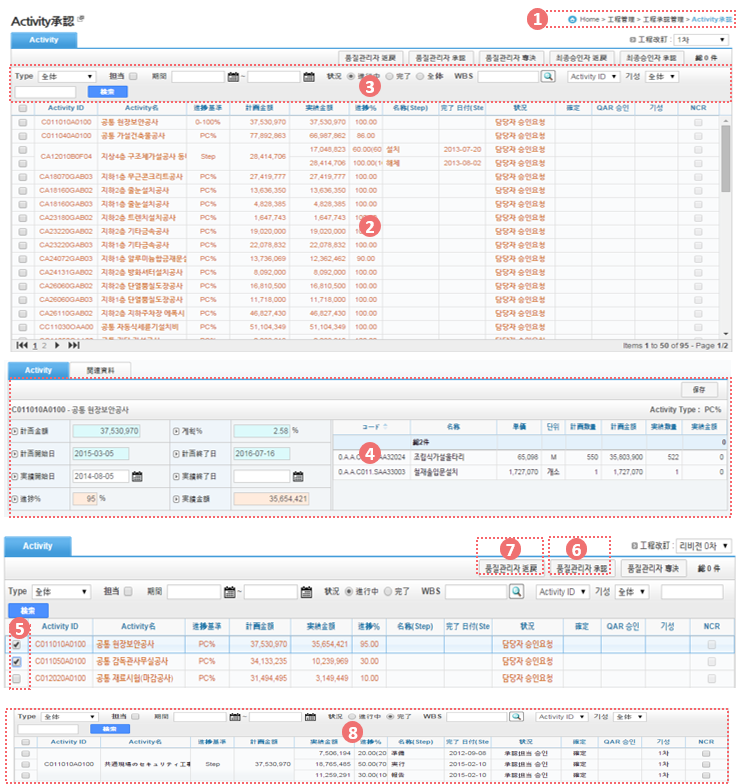 Activity承認
1
Home > 工程管理 > 工程承認管理 > Activity承認
Activity
工程改訂 : 1차
품질관리자 返戻 품질관리자 承認 품질관리자 専決 최종승인자 返戻 최종승인자 承認 総 0 件
Type 全体 担当 期間 ~ 状況 進行中 完了 全体 WBS Activity ID 기성 全体
3
検索
Activity ID Activity名 進捗基準 計画金額 実績金額 進捗% 名称(Step) 完了 日付(Ste 状況 確定 QAR 승인 기성 NCR
C011010A0100 공통 현장보안공사 0-100% 37,530,970 37,530,970 100.00 담당자 승인요청
C011040A0100 공통 가설건축물공사 PC% 77,892,863 66,987,862 86.00 담당자 승인요청
CA12010B0F04 지상4층 구조체가설공사 동 Step 28,414,706 17,048,823 60.00(60 설치 2013-07-20 담당자 승인요청
28,414,706 100.00(1 해체 2013-08-02 담당자 승인요청
CA18070GAB03 지하3층 무근콘크리트공사 PC% 27,419,777 27,419,777 100.00 담당자 승인요청
CA18160GAB02 지하2층 줄눈설치공사 PC% 13,636,350 13,636,350 100.00 담당자 승인요청
CA18160GAB03 지하1층 줄눈설치공사 PC% 4,828,385 4,828,385 100.00 담당자 승인요청
CA23180GAB02 지하2층 트렌치설치공사 PC% 1,647,743 1,647,743 담당자 승인요청
2
CA23220GAB02 지하2층 기타금속공사 PC% 19,020,000 19,020,000 담당자 승인요청
CA23220GAB03 지하1층 기타금속공사 PC% 22,078,832 22,078,832 100.00 담당자 승인요청
CA24072GAB03 지하1층 알루미늄합금재문설 PC% 13,736,069 12,362,462 90.00 담당자 승인요청
CA24131GAB02 지하2층 방화셔터설치공사 PC% 8,092,000 8,092,000 100.00 담당자 승인요청
CA26060GAB02 지하2층 단열뿜칠도장공사 PC% 16,810,500 16,810,500 100.00 담당자 승인요청
CA26060GAB03 지하1층 단열뿜칠도장공사 PC% 11,718,000 11,718,000 100.00 담당자 승인요청
CA26110GAB02 지하2층 지하주차장 에폭시 PC% 46,827,430 46,827,430 100.00 담당자 승인요청
CC11030OAA00 공통 자동식세륜기설치비 PC% 51,104,349 51,104,349 100.00 담당자 승인요청
1 2 Items 1 to 50 of 95 - Page 1/2
Activity 関連資料
保存
C011010A0100 - 공통 현장보안공사 Activity Type : PC%
計画金額 37,530,970 계획% 2.58 %
計画開始日 2015-03-05 計画終了日 2016-07-16
実績開始日 2014-08-05 実績終了日
進捗% 95 % 実績金額 35,654,421
コード 名称 単価 단위 計画数量 計画金額 実績数量 実績金額
総2件 0
0.A.A.C011.SAA32024 조립식가설울타리 65,098 M 550 35,803,900 522 0
4
0.A.A.C011.SAA33003 철재출입문설치 1,727,070 개소 1 1,727,070 1 0
7
6
Activity
工程改訂 : 리비전 0차
품질관리자 返戻 품질관리자 承認 품질관리자 専決 総 0 件
Type 全体 担当 期間 ~ 状況 進行中 完了 WBS Activity ID 기성 全体
検索
5
Activity ID Activity名 進捗基準 計画金額 実績金額 進捗% 名称(Step) 完了 日付(Ste 状況 確定 QAR 승인 기성 NCR
C011010A0100 공통 현장보안공사 PC% 37,530,970 35,654,421 95.00 담당자 승인요청
C011050A0100 공통 감독관사무실공사 PC% 34,133,235 10,239,969 30.00 담당자 승인요청
C012020A0100 공통 재료시험(마감공사) PC% 31,494,495 3,149,449 10.00 담당자 승인요청
Type 全体 担当 期間 ~ 状況 進行中 完了 WBS Activity ID 기성 全体
検索
8
Activity ID Activity名 進捗基準 計画金額 実績金額 進捗% 名称(Step) 完了 日付(Ste 状況 確定 QAR 승인 기성 NCR
7,506,194 20.00(20 準備 2012-09-06 承認担当 승인 確定 1차
C011010A0100 共通現場のセキュリティ工事 Step 37,530,970 18,765,485 50.00(50 実行 2015-02-10 承認担当 승인 確定 1차
11,259,291 30.00(10 報告 2015-02-10 承認担当 승인 確定 1차